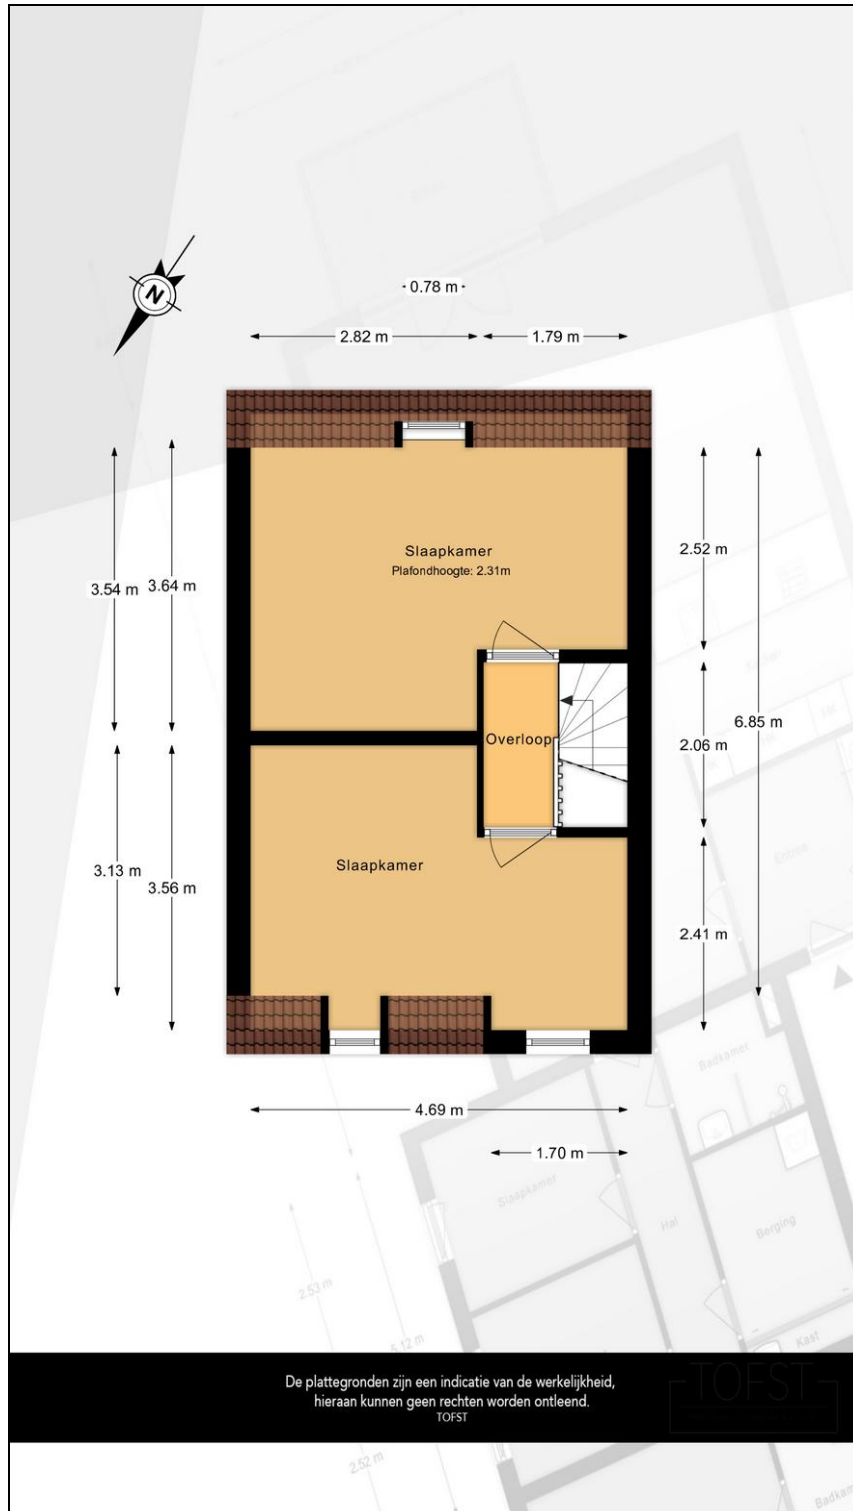 N
0.78 m
2.82 m
1.79 m
Slaapkamer
Plafondhoogte: 2.31m
2.52 m
3.54 m
3.64 m
Keuken
6.85 m
Overloop
2.06 m
Entree
Slaapkamer
3.13 m
3.56 m
2.41 m
Badkamer
4.69 m
1.70 m
Slaapkamer
Hal
Berging
2.53 m
5.12 m
Kast
De plattegronden zijn een indicatie van de werkelijkheid,
hieraan kunnen geen rechten worden ontleend.
TOFST
TOFST
2.52 m
Badkam